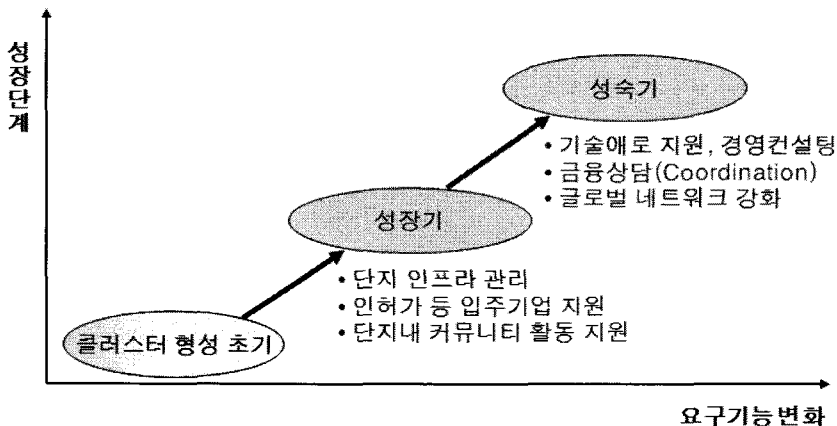 성장단계
성숙기
• 기술애로 지원, 경영컨설팅
• 금융상담(Coordination)
• 글로벌 네트워크 강화
성장기
• 단지 인프라 관리
• 인허가 등 입주기업 지원
• 단지내 커뮤니티 활동 지원
클러스터 형성 초기
요구기능변화